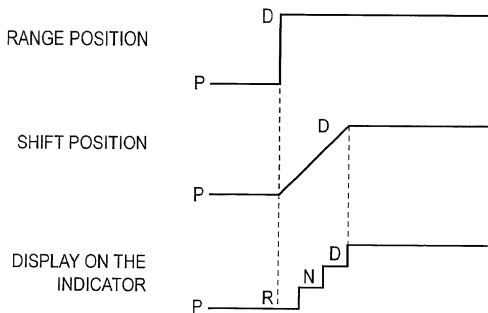 D
RANGE POSITION
P
D
SHIFT POSITION
P
D
DISPLAY ON THE
N
INDICATOR
P
R